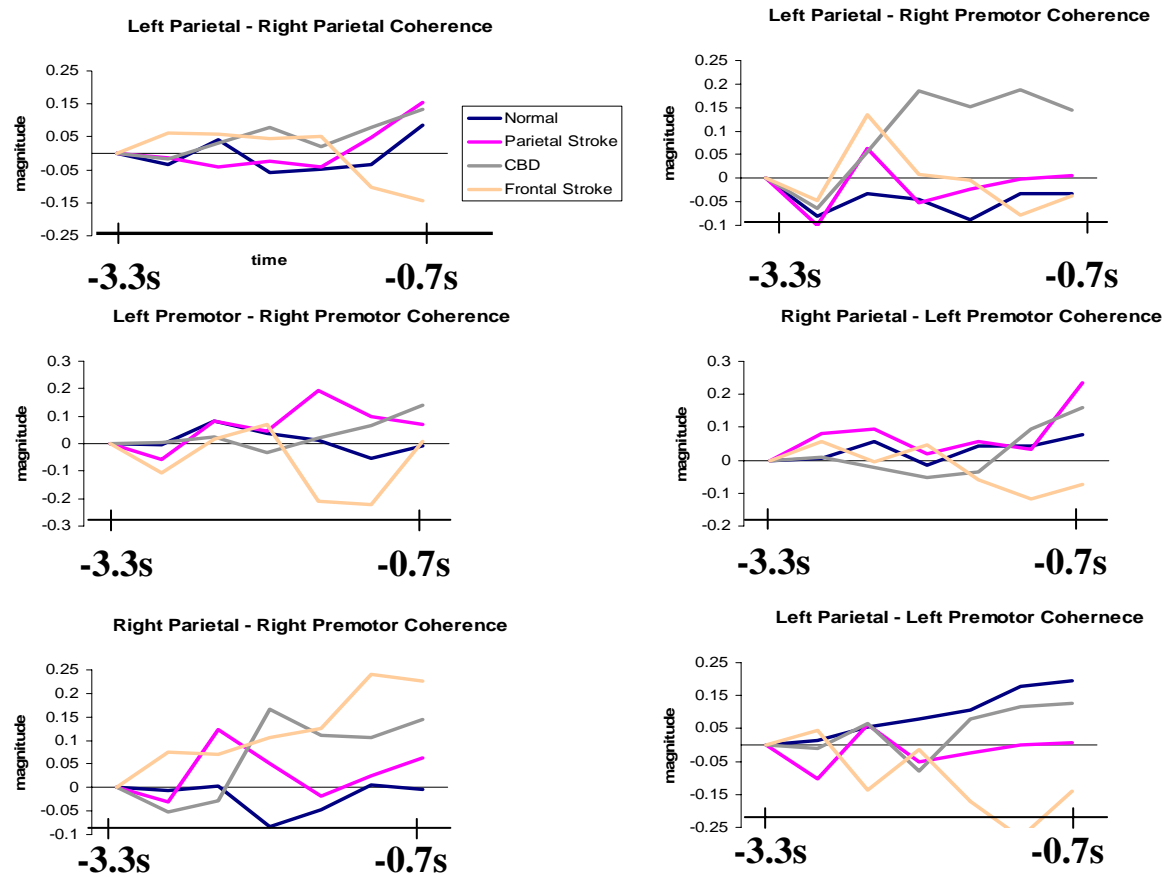 Left Parietal - Right Parietal Coherence
0.25
0.15
0.05
-0.05
-0.15
-0.25
magnitude
time
-3.3s
-0.7s
Normal
Parietal Stroke
CBD
Frontal Stroke
Left Parietal - Right Premotor Coherence
0.25
0.2
0.15
0.1
0.05
0
-0.05
-0.1
magnitude
-3.3s
-0.7s
Left Premotor - Right Premotor Coherence
0.3
0.2
0.1
0
-0.1
-0.2
-0.3
magnitude
-3.3s
-0.7s
Right Parietal - Left Premotor Coherence
0.3
0.2
0.1
0
-0.1
-0.2
magnitude
-3.3s
-0.7s
Right Parietal - Right Premotor Coherence
0.25
0.2
0.15
0.1
0.05
0
-0.05
-0.1
magnitude
-3.3s
-0.7s
Left Parietal - Left Premotor Cohernece
0.25
0.15
0.05
-0.05
-0.15
-0.25
magnitude
-3.3s
-0.7s